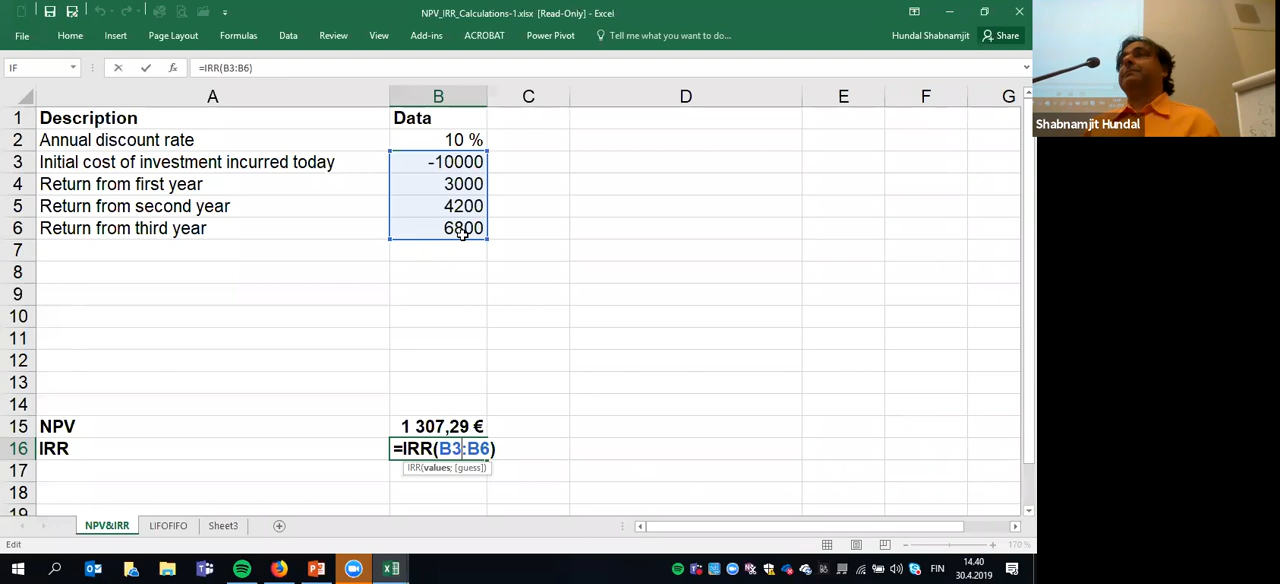 NPV_IRR_Calculations-1.xlsx [Read-Only] - Excel
File Home Insert Page Layout Formulas Data Review View Add-ins ACROBAT Power Pivot Tell me what you want to do... Hundal Shabnamjit Share
IF fx =IRR(B3:B6)
A B C D E F G
1 Description Data
2 Annual discount rate 10 %
3 Initial cost of investment incurred today -10000
4 Return from first year 3000
5 Return from second year 4200
6 Return from third year 6800
7
8
9
10
11
12
13
14
15 NPV 1 307,29 €
16 IRR =IRR(B3:B6)
17 IRR(values; [guess])
18
19
NPV&IRR LIFOFIFO Sheet3
Edit 170 %
FIN 14.40
30.4.2019
Shabnamjit Hundal